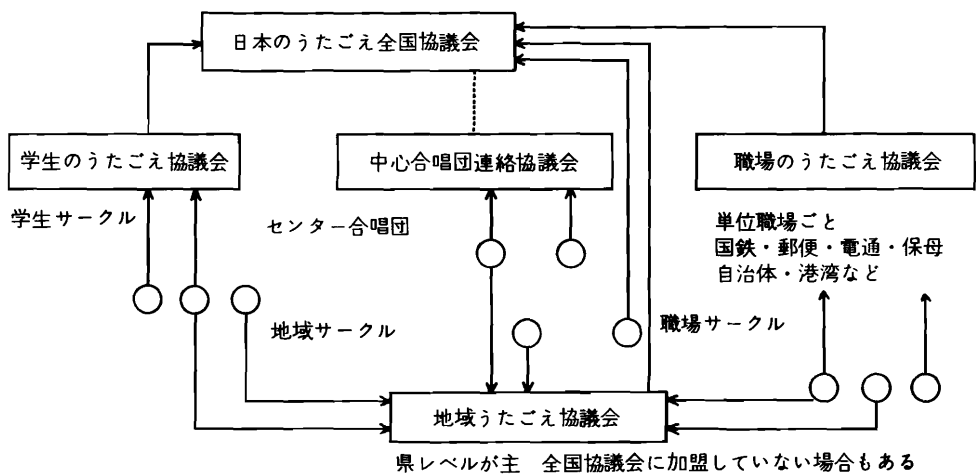 日本のうたごえ全国協議会
学生のうたごえ協議会
中心合唱団連絡協議会
職場のうたごえ協議会
学生サークル
センター合唱団
単位職場ごと
国鉄・郵便・電通・保母
自治体・港湾など
地域サークル
職場サークル
地域うたごえ協議会
県レベルが主　全国協議会に加盟していない場合もある